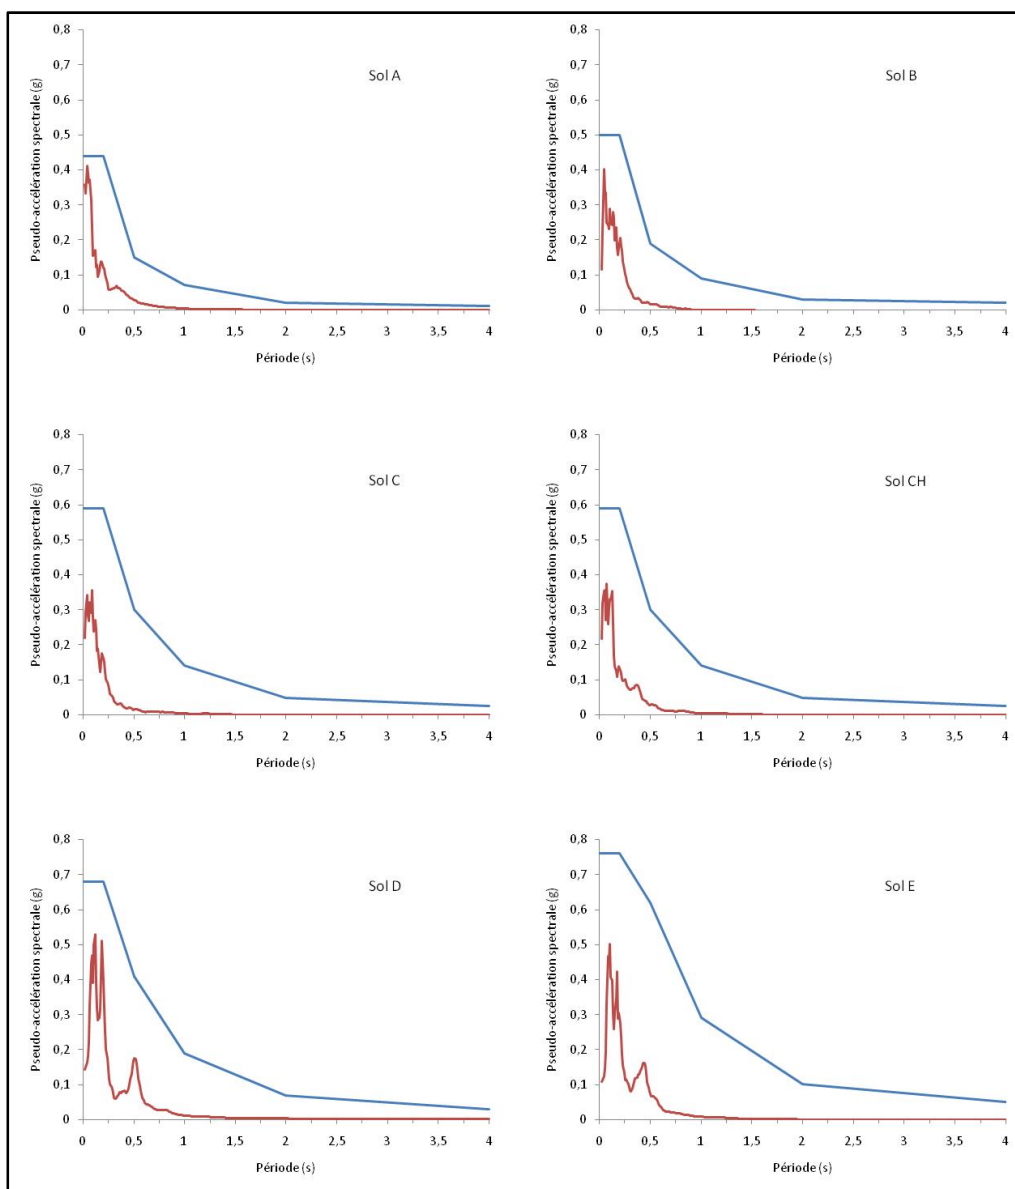 Sol A
Pseudo-accélération spectrale (g)
0,8
0,7
0,6
0,5
0,4
0,3
0,2
0,1
0
0 0,5 1 1,5 2 2,5 3 3,5 4
Période (s)
Sol B
Pseudo-accélération spectrale (g)
0,8
0,7
0,6
0,5
0,4
0,3
0,2
0,1
0
0 0,5 1 1,5 2 2,5 3 3,5 4
Période (s)
Sol C
Pseudo-accélération spectrale (g)
0,8
0,7
0,6
0,5
0,4
0,3
0,2
0,1
0
0 0,5 1 1,5 2 2,5 3 3,5 4
Période (s)
Sol CH
Pseudo-accélération spectrale (g)
0,8
0,7
0,6
0,5
0,4
0,3
0,2
0,1
0
0 0,5 1 1,5 2 2,5 3 3,5 4
Période (s)
Sol D
Pseudo-accélération spectrale (g)
0,8
0,7
0,6
0,5
0,4
0,3
0,2
0,1
0
0 0,5 1 1,5 2 2,5 3 3,5 4
Période (s)
Sol E
Pseudo-accélération spectrale (g)
0,8
0,7
0,6
0,5
0,4
0,3
0,2
0,1
0
0 0,5 1 1,5 2 2,5 3 3,5 4
Période (s)